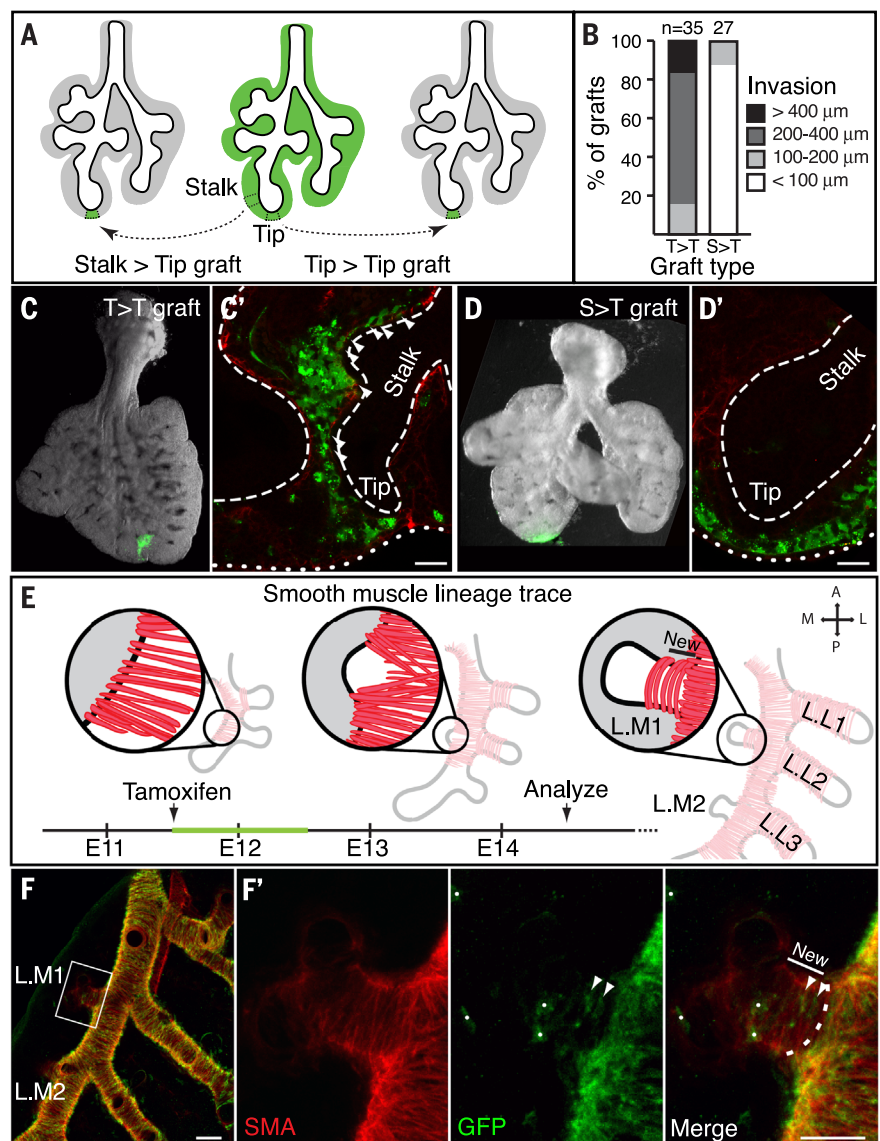 A
Stalk
Tip
Stalk > Tip graft
Tip > Tip graft
B
n=35 27
100
80
60
40
20
% of grafts
T>T S>T
Graft type
Invasion
> 400 μm
200-400 μm
100-200 μm
< 100 μm
C
T>T graft
C'
Stalk
Tip
D
S>T graft
D'
Stalk
Tip
E
Smooth muscle lineage trace
A
M L
P
New
L.M1
L.L1
L.L2
L.L3
L.M2
Tamoxifen
Analyze
E11 E12 E13 E14
F
L.M1
L.M2
F'
SMA
GFP
New
Merge